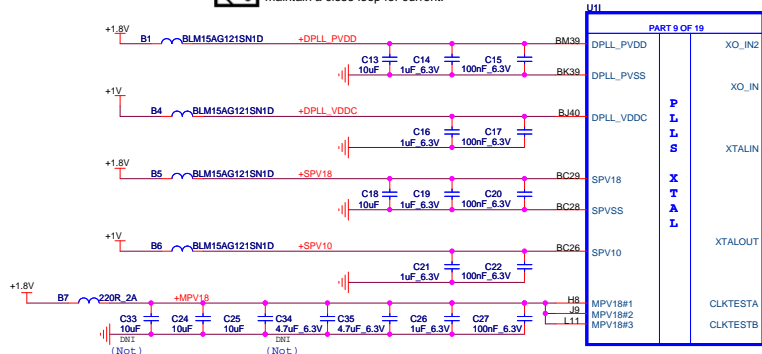 maintain a close loop for current.
U1I
PART 9 OF 19
+1.8V
B1 BLM15AG121SN1D +DPLL_PVDD BM39 DPLL_PVDD XO_IN2
C13 C14 C15
10uF 1uF_6.3V 100nF_6.3V BK39 DPLL_PVSS
XO_IN
+1V
B4 BLM15AG121SN1D +DPLL_VDDC BJ40 DPLL_VDDC
C16 C17
1uF_6.3V 100nF_6.3V
XTALIN
PLLS XTAL
+1.8V
B5 BLM15AG121SN1D +SPV18 BC29 SPV18
C18 C19 C20
10uF 1uF_6.3V 100nF_6.3V BC28 SPVSS
+1V
XTALOUT
B6 BLM15AG121SN1D +SPV10 BC26 SPV10
C21 C22
1uF_6.3V 100nF_6.3V
+1.8V
B7 220R_2A +MPV18 H8 MPV18#1 CLKTESTA
J9 MPV18#2
C33 C24 C25 C34 C35 C26 C27 L11 MPV18#3 CLKTESTB
10uF 10uF 10uF 4.7uF_6.3V 4.7uF_6.3V 1uF_6.3V 100nF_6.3V
DNI DNI
(Not) (Not)